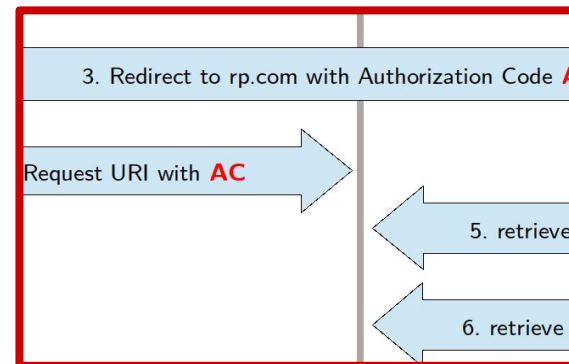 3. Redirect to rp.com with Authorization Code
Request URI with AC
5. retrieve
6. retrieve